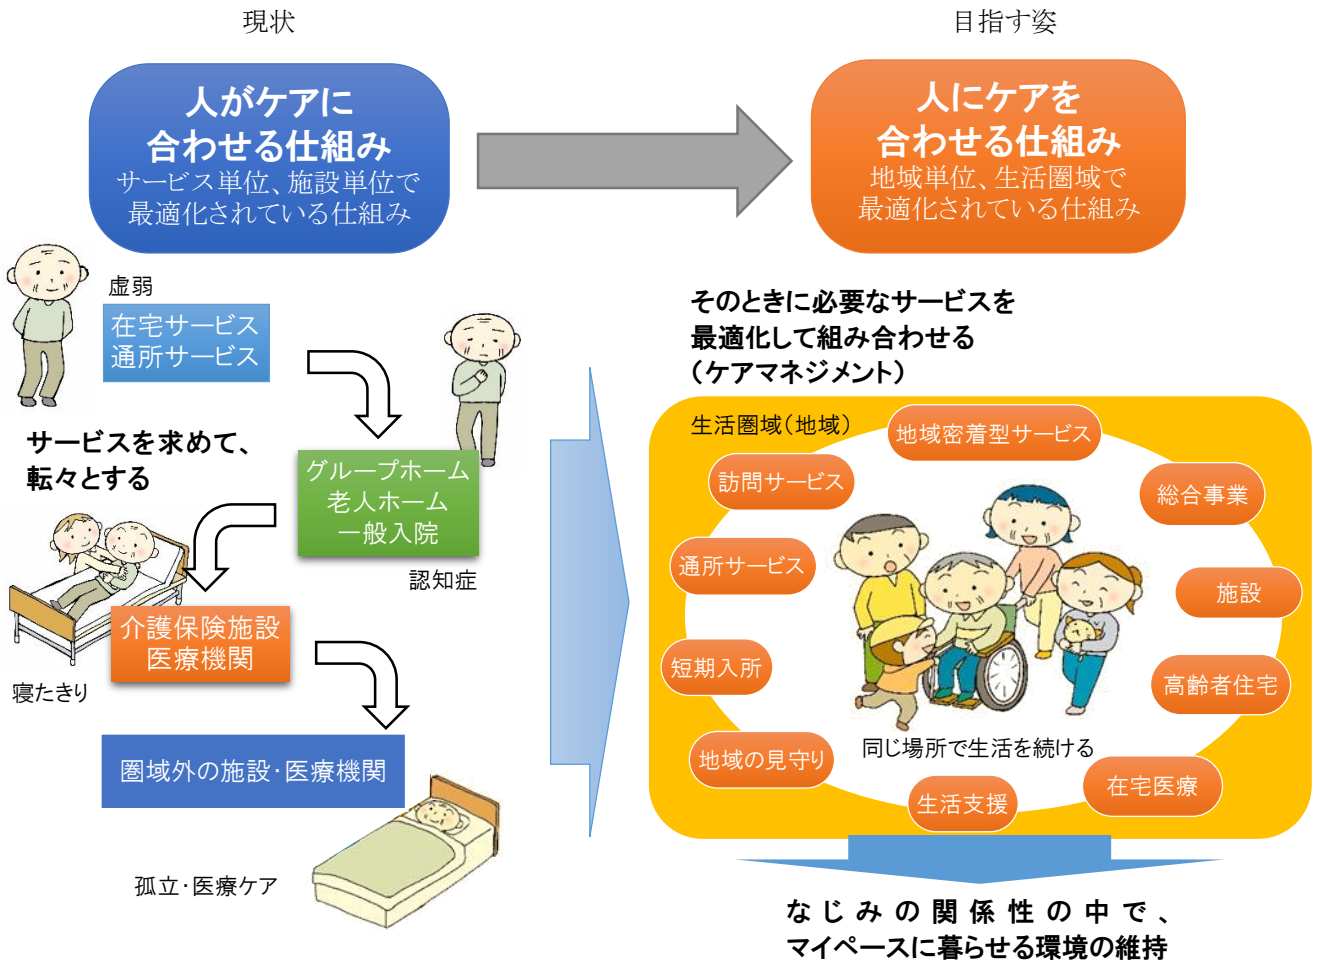 現状
人がケアに
合わせる仕組み
サービス単位、施設単位で
最適化されている仕組み
目指す姿
人にケアを
合わせる仕組み
地域単位、生活圏域で
最適化されている仕組み
虚弱
在宅サービス
通所サービス
サービスを求めて、
転々とする
グループホーム
老人ホーム
一般入院
認知症
介護保険施設
医療機関
寝たきり
圏域外の施設・医療機関
孤立・医療ケア
そのときに必要なサービスを
最適化して組み合わせる
（ケアマネジメント）
生活圏域（地域）
地域密着型サービス
訪問サービス
総合事業
通所サービス
施設
短期入所
高齢者住宅
同じ場所で生活を続ける
地域の見守り
在宅医療
生活支援
なじみの関係性の中で、
マイペースに暮らせる環境の維持